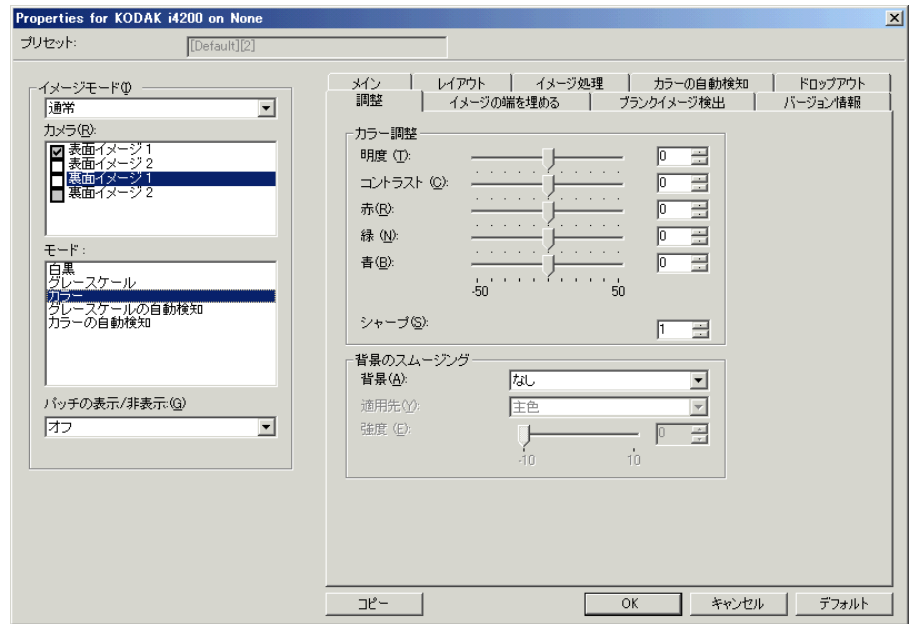 Properties for KODAK i4200 on None
プリセット:
[Default][2]
イメージモード(I)
通常
カメラ(R):
表面イメージ 1
表面イメージ 2
裏面イメージ 1
裏面イメージ 2
モード:
白黒
グレースケール
カラー
グレースケールの自動検知
カラーの自動検知
パッチの表示/非表示:(G)
オフ
メイン
レイアウト
イメージ処理
カラーの自動検知
ドロップアウト
調整
イメージの端を埋める
ブランクイメージ検出
バージョン情報
カラー調整
明度 (T):
0
コントラスト (C):
0
赤(R):
0
緑 (N):
0
青(B):
0
-50
50
シャープ(S):
1
背景のスムージング
背景(A):
なし
適用先(Y):
主色
強度 (E):
0
-10
10
コピー
OK
キャンセル
デフォルト